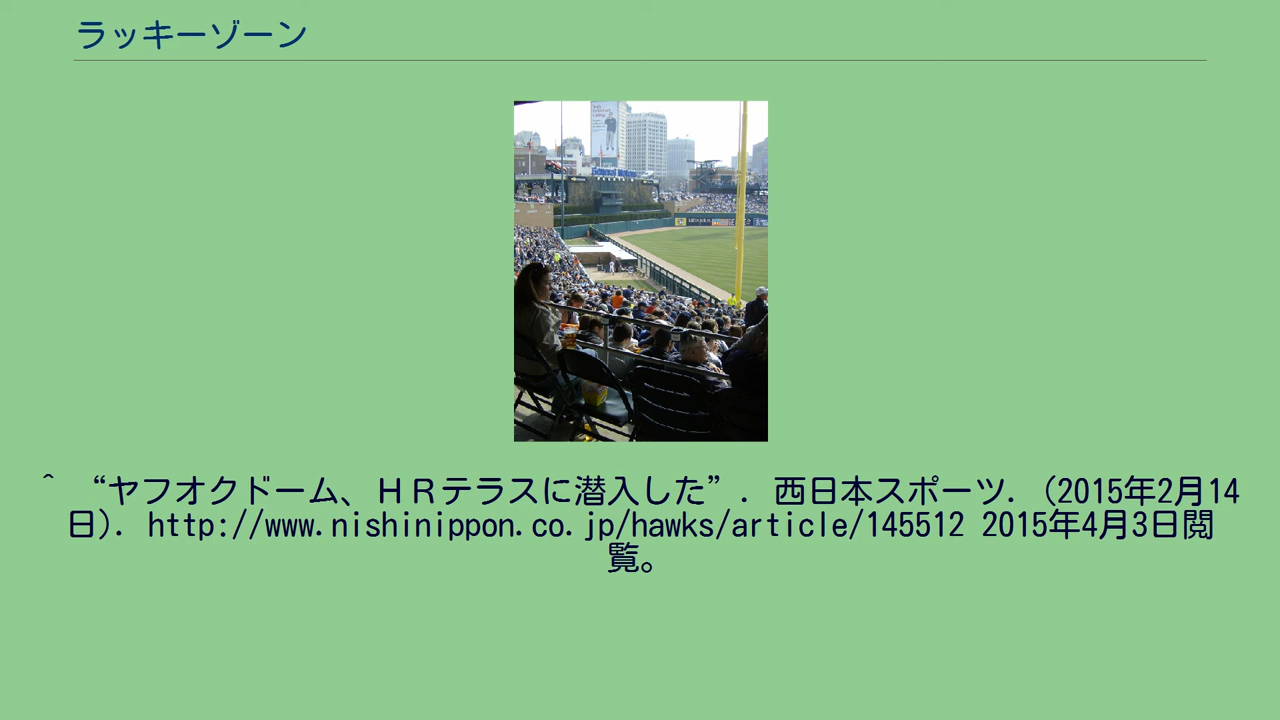 ラッキーゾーン
General Motors
^ “ヤフオクドーム、ＨＲテラスに潜入した”. 西日本スポーツ. (2015年2月14
日). http://www.nishinippon.co.jp/hawks/article/145512 2015年4月3日閲
覧。